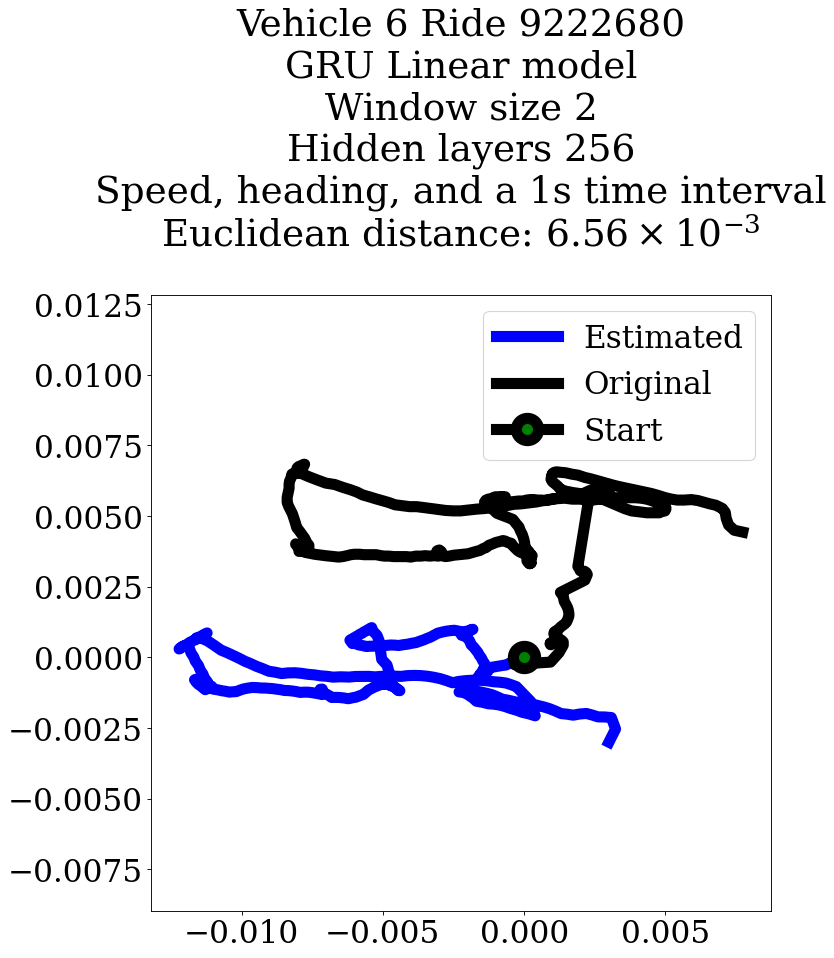 Vehicle 6 Ride 9222680
GRU Linear model
Window size 2
Hidden layers 256
Speed, heading, and a 1s time interval
Euclidean distance: 6.56 × 10⁻³
Estimated
Original
Start
0.0125
0.0100
0.0075
0.0050
0.0025
0.0000
−0.0025
−0.0050
−0.0075
−0.010 −0.005 0.000 0.005